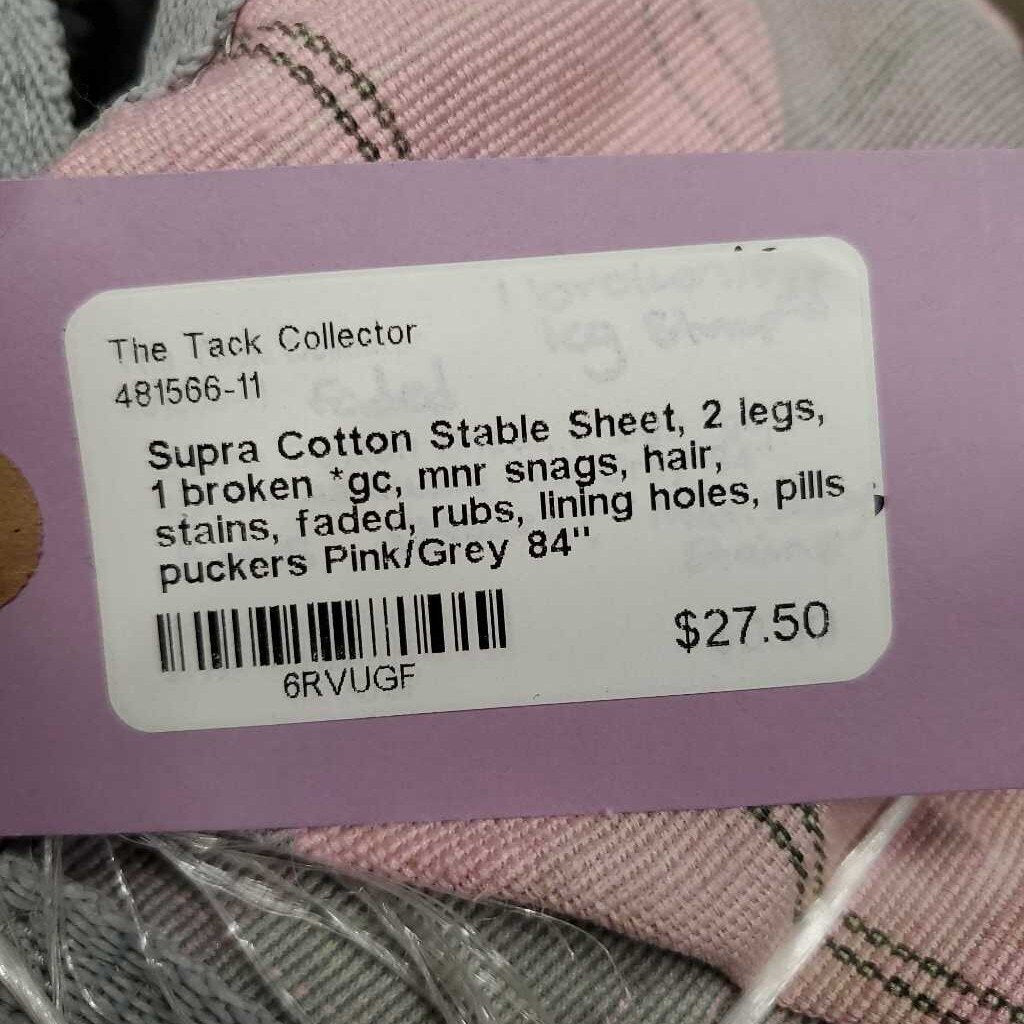 The Tack Collector
481566-11
Supra Cotton Stable Sheet, 2 legs,
1 broken *gc, mnr snags, hair,
stains, faded, rubs, lining holes, pills
puckers Pink/Grey 84"
6RVUGF
$27.50